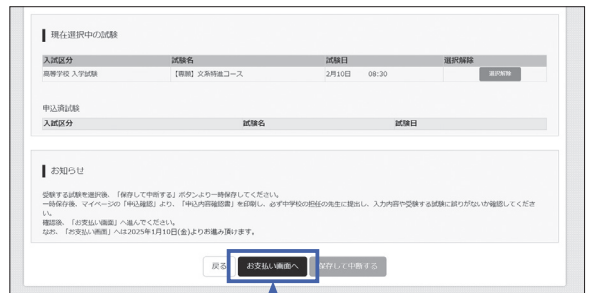 現在選択中の試験
入試区分 試験名 試験日 選択解除
高等学校 入学試験 【専願】文系特進コース 2月10日 08:30 選択解除
申込済試験
入試区分 試験名 試験日
お知らせ
受験する試験を選択後、「保存して中断する」ボタンより一時保存してください。
一時保存後、マイページの「申込確認」より、「申込内容確認書」を印刷し、必ず中学校の担任の先生に提出し、入力内容や受験する試験に誤りがないか確認してくださ
い。
確認後、「お支払い画面」へ進んでください。
なお、「お支払い画面」へは2025年1月10日(金)よりお進み頂けます。
戻る お支払い画面へ 保存して中断する